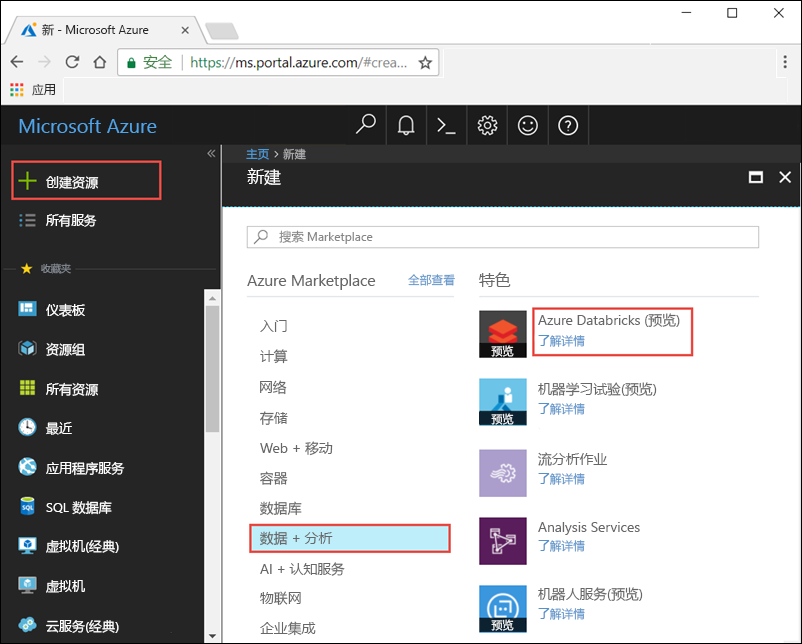 新 - Microsoft Azure
安全
https://ms.portal.azure.com/#crea...
应用
Microsoft Azure
创建资源
所有服务
收藏夹
仪表板
资源组
所有资源
最近
应用程序服务
SQL 数据库
虚拟机(经典)
虚拟机
云服务(经典)
主页 > 新建
新建
搜索 Marketplace
Azure Marketplace
全部查看
入门
计算
网络
存储
Web + 移动
容器
数据库
数据 + 分析
AI + 认知服务
物联网
企业集成
特色
预览
Azure Databricks (预览)
了解详情
预览
机器学习试验(预览)
了解详情
流分析作业
了解详情
Analysis Services
了解详情
预览
机器人服务(预览)
了解详情